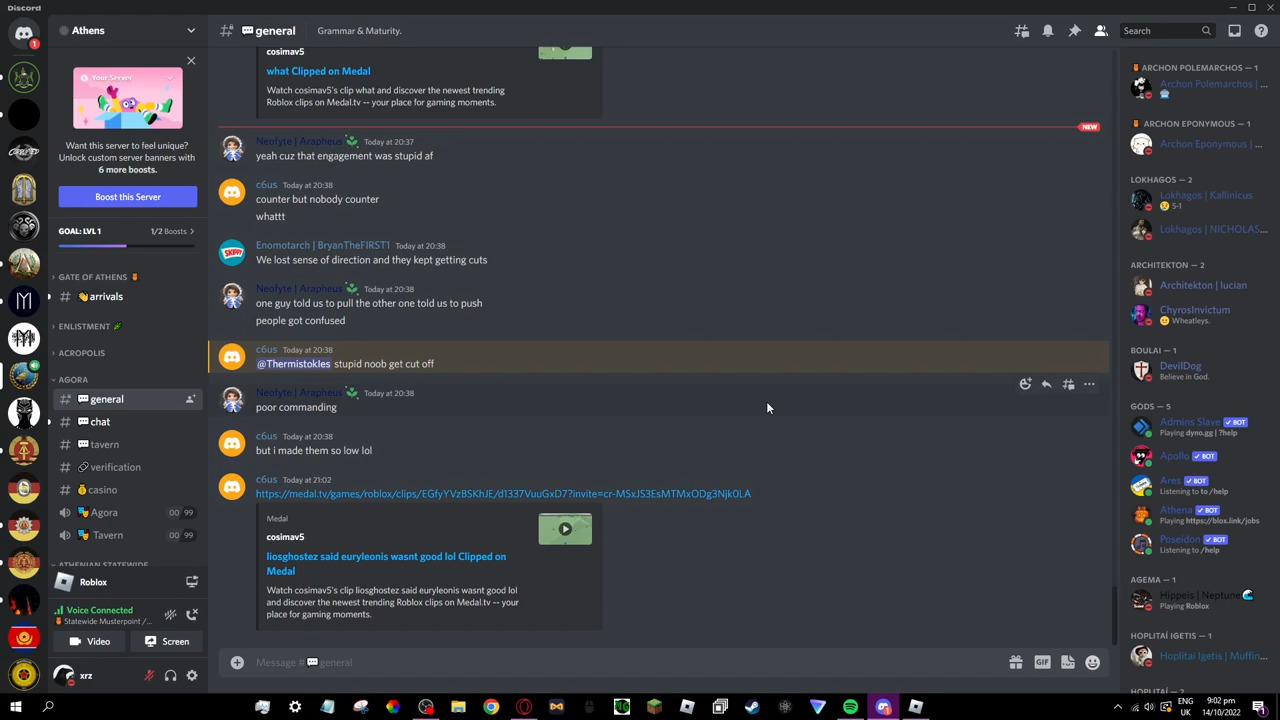 Discord
Athens
general
Grammar & Maturity.
Search
Your Server
Want this server to feel unique?
Unlock custom server banners with
6 more boosts.
Boost this Server
GOAL: LVL 1
1/2 Boosts
GATE OF ATHENS
arrivals
ENLISTMENT
ACROPOLIS
AGORA
general
chat
tavern
verification
casino
Agora
00 99
Tavern
00 99
ATHENIAN STATEWIDE
Roblox
Voice Connected
Statewide Musterpoint /...
Video
Screen
xrz
cosimav5
what Clipped on Medal
Watch cosimav5's clip what and discover the newest trending
Roblox clips on Medal.tv -- your place for gaming moments.
NEW
Neofyte | Arapheus Today at 20:37
yeah cuz that engagement was stupid af
c6us Today at 20:38
counter but nobody counter
whattt
SKIPPY
Enomotarch | BryanTheFIRST1 Today at 20:38
We lost sense of direction and they kept getting cuts
Neofyte | Arapheus Today at 20:38
one guy told us to pull the other one told us to push
people got confused
c6us Today at 20:38
@Thermistokles stupid noob get cut off
Neofyte | Arapheus Today at 20:38
poor commanding
c6us Today at 20:38
but i made them so low lol
c6us Today at 21:02
https://medal.tv/games/roblox/clips/EGfyYVzBSKhJE/d1337VuuGxD7?invite=cr-MSxJS3EsMTMxODg3Njk0LA
Medal
cosimav5
liosghostez said euryleonis wasnt good lol Clipped on
Medal
Watch cosimav5's clip liosghostez said euryleonis wasnt good lol
and discover the newest trending Roblox clips on Medal.tv -- your
place for gaming moments.
Message # general
GIF
ARCHON POLEMARCHOS — 1
Archon Polemarchos | ...
ARCHON EPONYMOUS — 1
Archon Eponymous | ...
LOKHAGOS — 2
Lokhagos | Kallinicus
5-1
Lokhagos | NICHOLAS...
ARCHITEKTON — 2
Architekton | lucian
ChyrosInvictum
Wheatleys.
BOULAI — 1
DevilDog
Believe in God.
GODS — 5
Admins Slave BOT
Playing dyno.gg | ?help
Apollo BOT
Ares BOT
Listening to to /help
Athena BOT
Playing https://blox.link/jobs
Poseidon BOT
Listening to /help
AGEMA — 1
Hippeis | Neptune
Playing Roblox
HOPLITAÍ IGETIS — 1
Hoplitai Igetis | Muffin...
ENG
UK
9:02 pm
14/10/2022